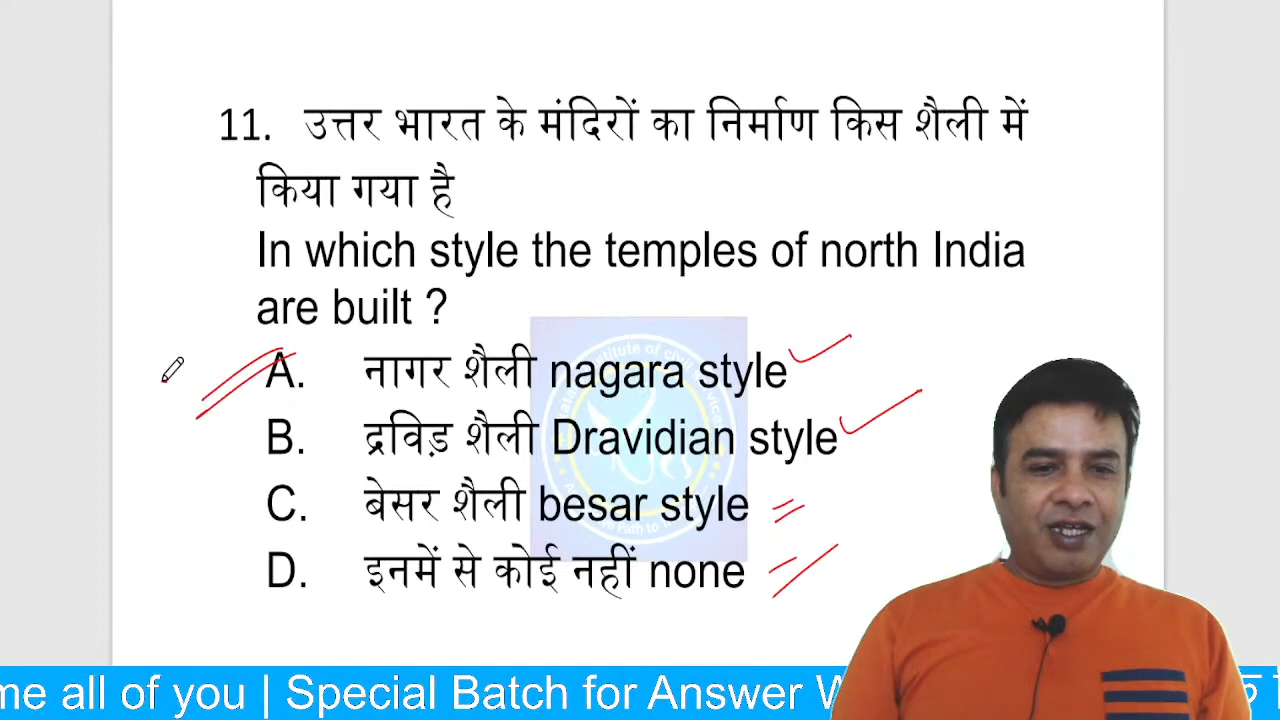 11. उत्तर भारत के मंदिरों का निर्माण किस शैली में
किया गया है
In which style the temples of north India
are built ?
A. नागर शैली nagara style
B. द्रविड़ शैली Dravidian style
C. बेसर शैली besar style
D. इनमें से कोई नहीं none
me all of you | Special Batch for Answer W